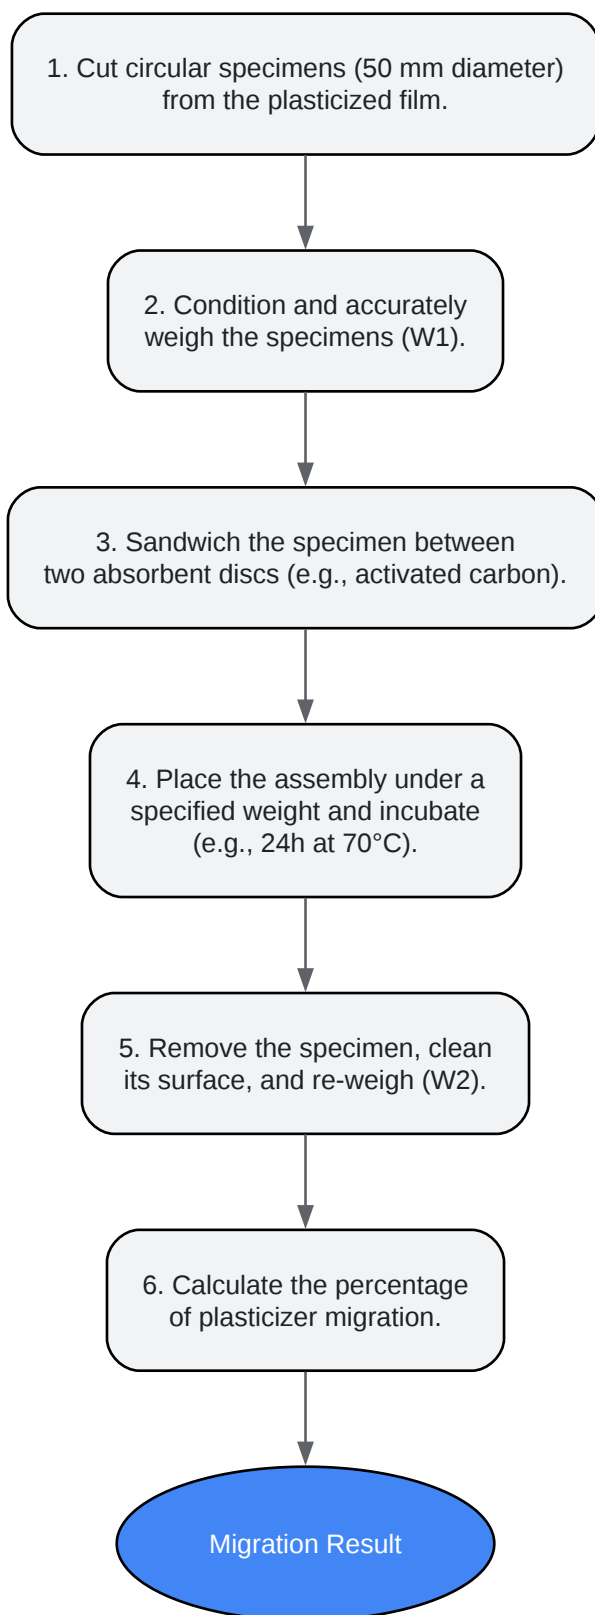 1. Cut circular specimens (50 mm diameter)
from the plasticized film.
2. Condition and accurately
weigh the specimens (W1).
3. Sandwich the specimen between
two absorbent discs (e.g., activated carbon).
4. Place the assembly under a
specified weight and incubate
(e.g., 24h at 70°C).
5. Remove the specimen, clean
its surface, and re-weigh (W2).
6. Calculate the percentage
of plasticizer migration.
Migration Result